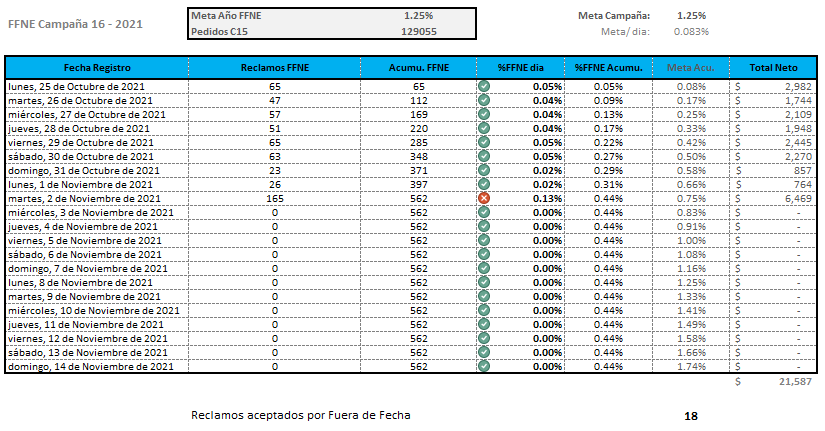 FFNE Campaña 16 - 2021
Meta Año FFNE 1.25%
Pedidos C15 129055
Meta Campaña: 1.25%
Meta/ dia: 0.083%
Fecha Registro Reclamos FFNE Acumu. FFNE %FFNE dia %FFNE Acumu. Meta Acu. Total Neto
lunes, 25 de Octubre de 2021 65 65 0.05% 0.05% 0.08% $ 2,982
martes, 26 de Octubre de 2021 47 112 0.04% 0.09% 0.17% $ 1,744
miércoles, 27 de Octubre de 2021 57 169 0.04% 0.13% 0.25% $ 2,109
jueves, 28 de Octubre de 2021 51 220 0.04% 0.17% 0.33% $ 1,948
viernes, 29 de Octubre de 2021 65 285 0.05% 0.22% 0.42% $ 2,445
sábado, 30 de Octubre de 2021 63 348 0.05% 0.27% 0.50% $ 2,270
domingo, 31 de Octubre de 2021 23 371 0.02% 0.29% 0.58% $ 857
lunes, 1 de Noviembre de 2021 26 397 0.02% 0.31% 0.66% $ 764
martes, 2 de Noviembre de 2021 165 562 0.13% 0.44% 0.75% $ 6,469
miércoles, 3 de Noviembre de 2021 0 562 0.00% 0.44% 0.83% $ -
jueves, 4 de Noviembre de 2021 0 562 0.00% 0.44% 0.91% $ -
viernes, 5 de Noviembre de 2021 0 562 0.00% 0.44% 1.00% $ -
sábado, 6 de Noviembre de 2021 0 562 0.00% 0.44% 1.08% $ -
domingo, 7 de Noviembre de 2021 0 562 0.00% 0.44% 1.16% $ -
lunes, 8 de Noviembre de 2021 0 562 0.00% 0.44% 1.25% $ -
martes, 9 de Noviembre de 2021 0 562 0.00% 0.44% 1.33% $ -
miércoles, 10 de Noviembre de 2021 0 562 0.00% 0.44% 1.41% $ -
jueves, 11 de Noviembre de 2021 0 562 0.00% 0.44% 1.49% $ -
viernes, 12 de Noviembre de 2021 0 562 0.00% 0.44% 1.58% $ -
sábado, 13 de Noviembre de 2021 0 562 0.00% 0.44% 1.66% $ -
domingo, 14 de Noviembre de 2021 0 562 0.00% 0.44% 1.74% $ -
$ 21,587
Reclamos aceptados por Fuera de Fecha 18